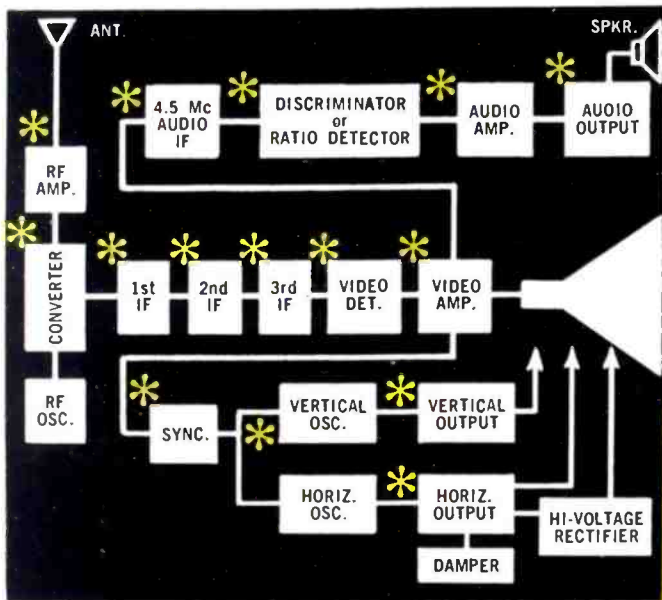 ANT.
SPKR.
4.5 Mc
AUDIO
IF
DISCRIMINATOR
or
RATIO DETECTOR
AUDIO
AMP.
AUOIO
OUTPUT
RF
AMP.
CONVERTER
RF
OSC.
1st
IF
2nd
IF
3rd
IF
VIDEO
DET.
VIDEO
AMP.
SYNC.
VERTICAL
OSC.
VERTICAL
OUTPUT
HORIZ.
OSC.
HORIZ.
OUTPUT
HI-VOLTAGE
RECTIFIER
DAMPER